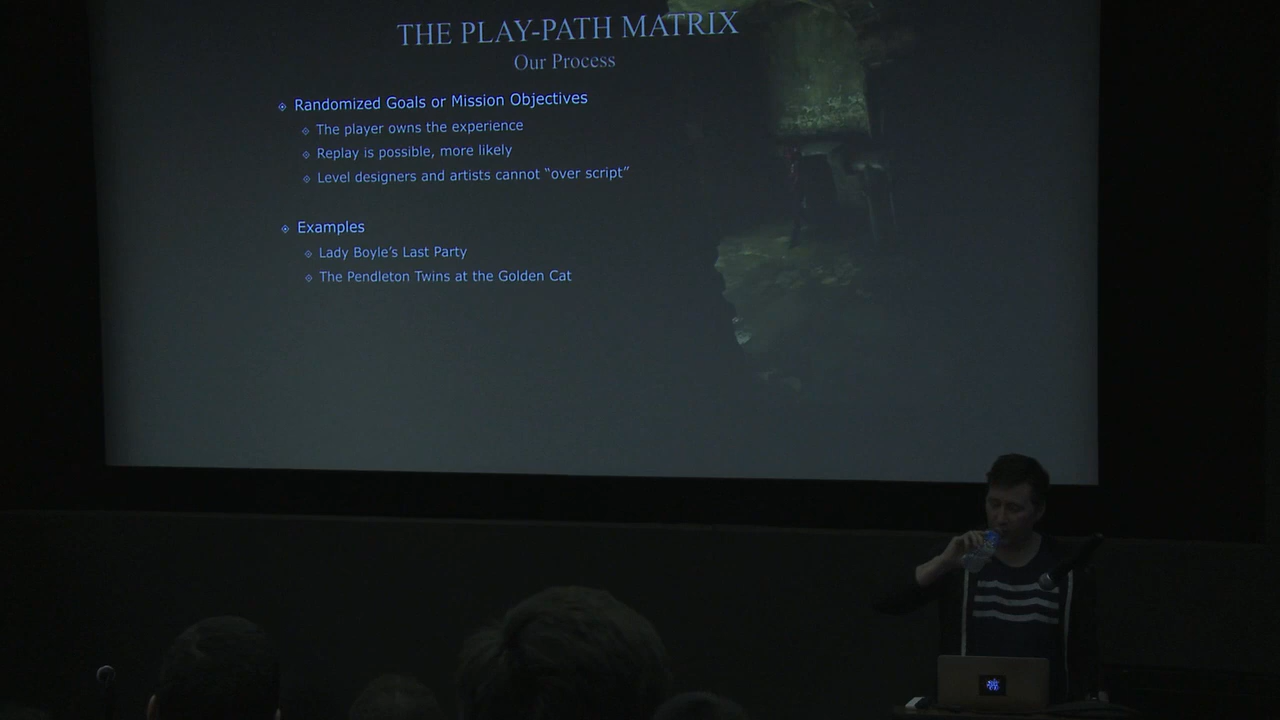 THE PLAY-PATH MATRIX
Our Process
Randomized Goals or Mission Objectives
The player owns the experience
Replay is possible, more likely
Level designers and artists cannot “over script”
Examples
Lady Boyle’s Last Party
The Pendleton Twins at the Golden Cat